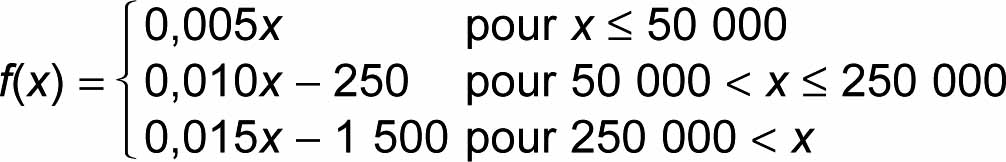 0,005x pour x ≤ 50 000
f(x) = { 0,010x – 250 pour 50 000 < x ≤ 250 000
0,015x – 1 500 pour 250 000 < x